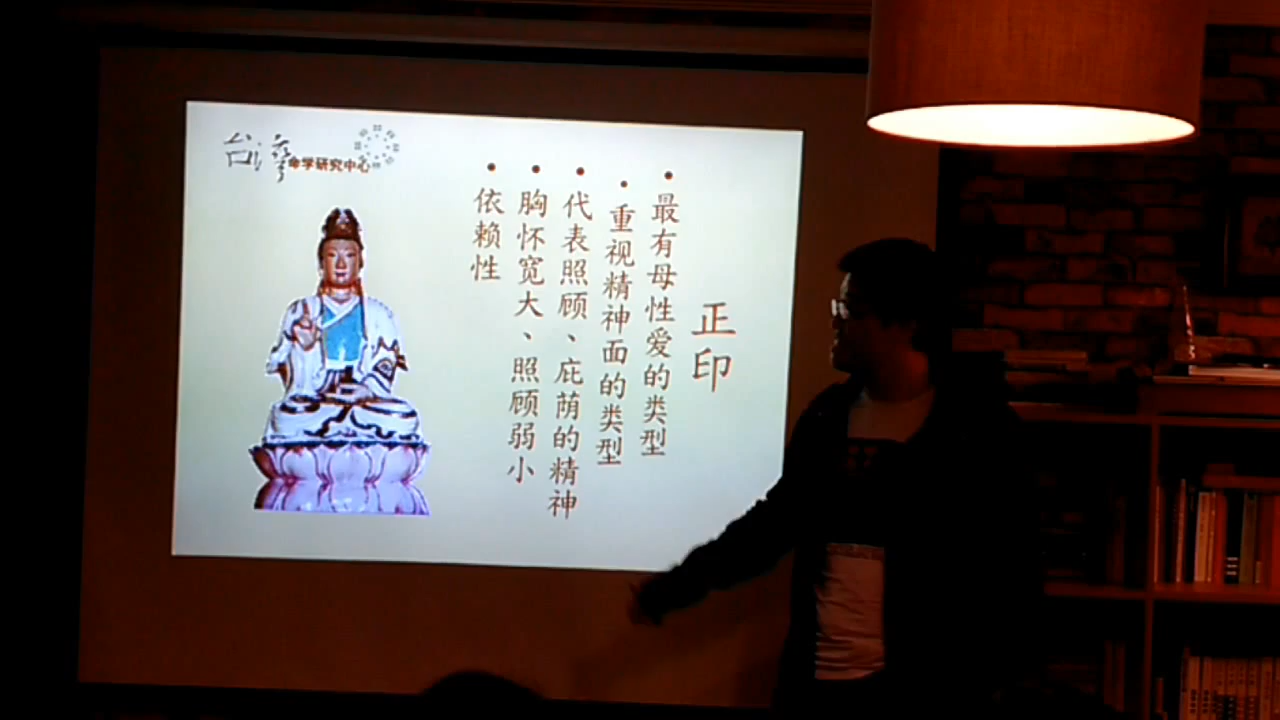 台湾命学研究中心
正印
• 最有母性爱的类型
• 重视精神面的类型
• 代表照顾、庇荫的精神
• 胸怀宽大、照顾弱小
• 依赖性